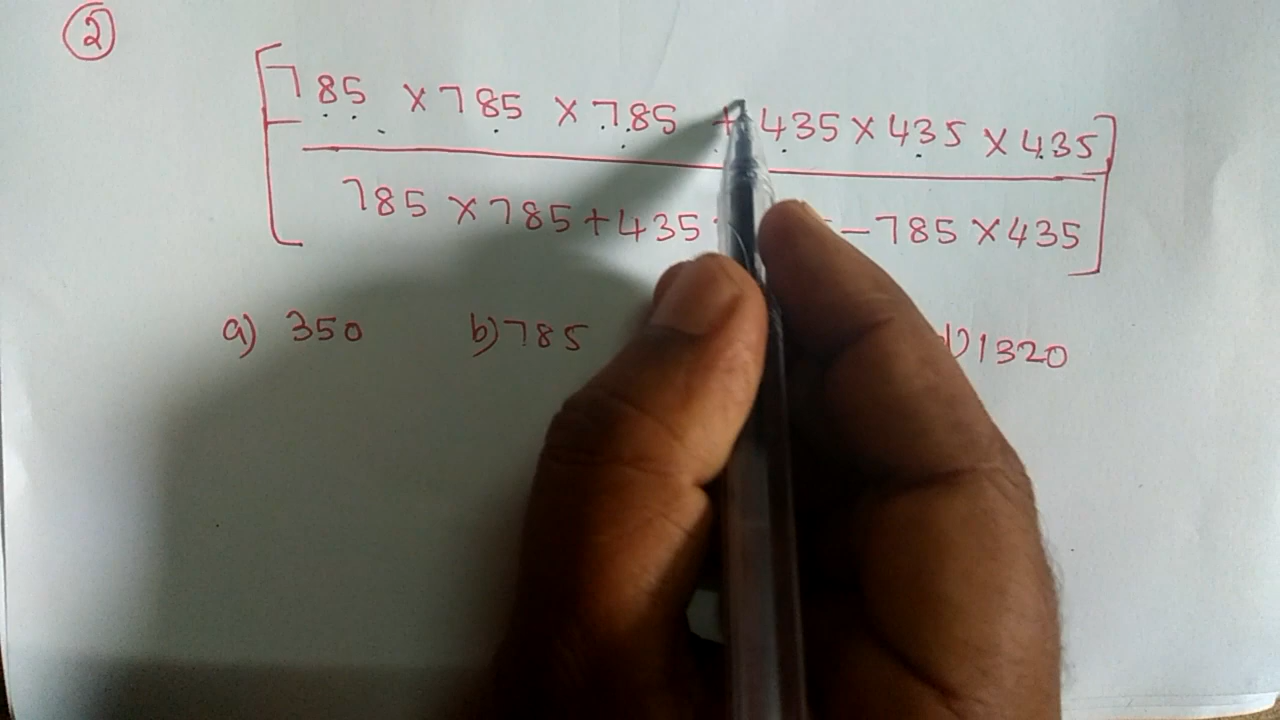 2
785 × 785 × 785 + 435 × 435 × 435
785 × 785 + 435 - 785 × 435
a) 350 b) 785 d) 1320